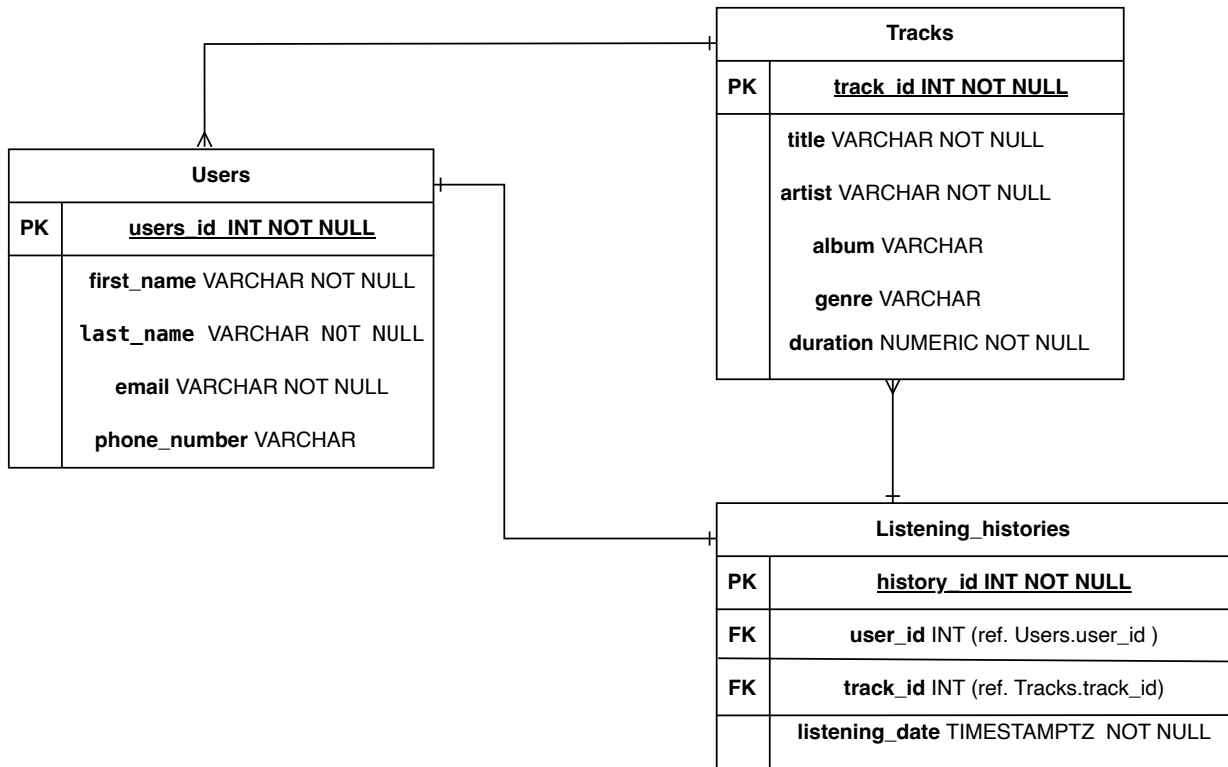 Tracks
PK track_id INT NOT NULL
title VARCHAR NOT NULL
artist VARCHAR NOT NULL
album VARCHAR
genre VARCHAR
duration NUMERIC NOT NULL
Users
PK users_id INT NOT NULL
first_name VARCHAR NOT NULL
last_name VARCHAR NOT NULL
email VARCHAR NOT NULL
phone_number VARCHAR
Listening_histories
PK history_id INT NOT NULL
FK user_id INT (ref. Users.user_id )
FK track_id INT (ref. Tracks.track_id)
listening_date TIMESTAMPTZ NOT NULL